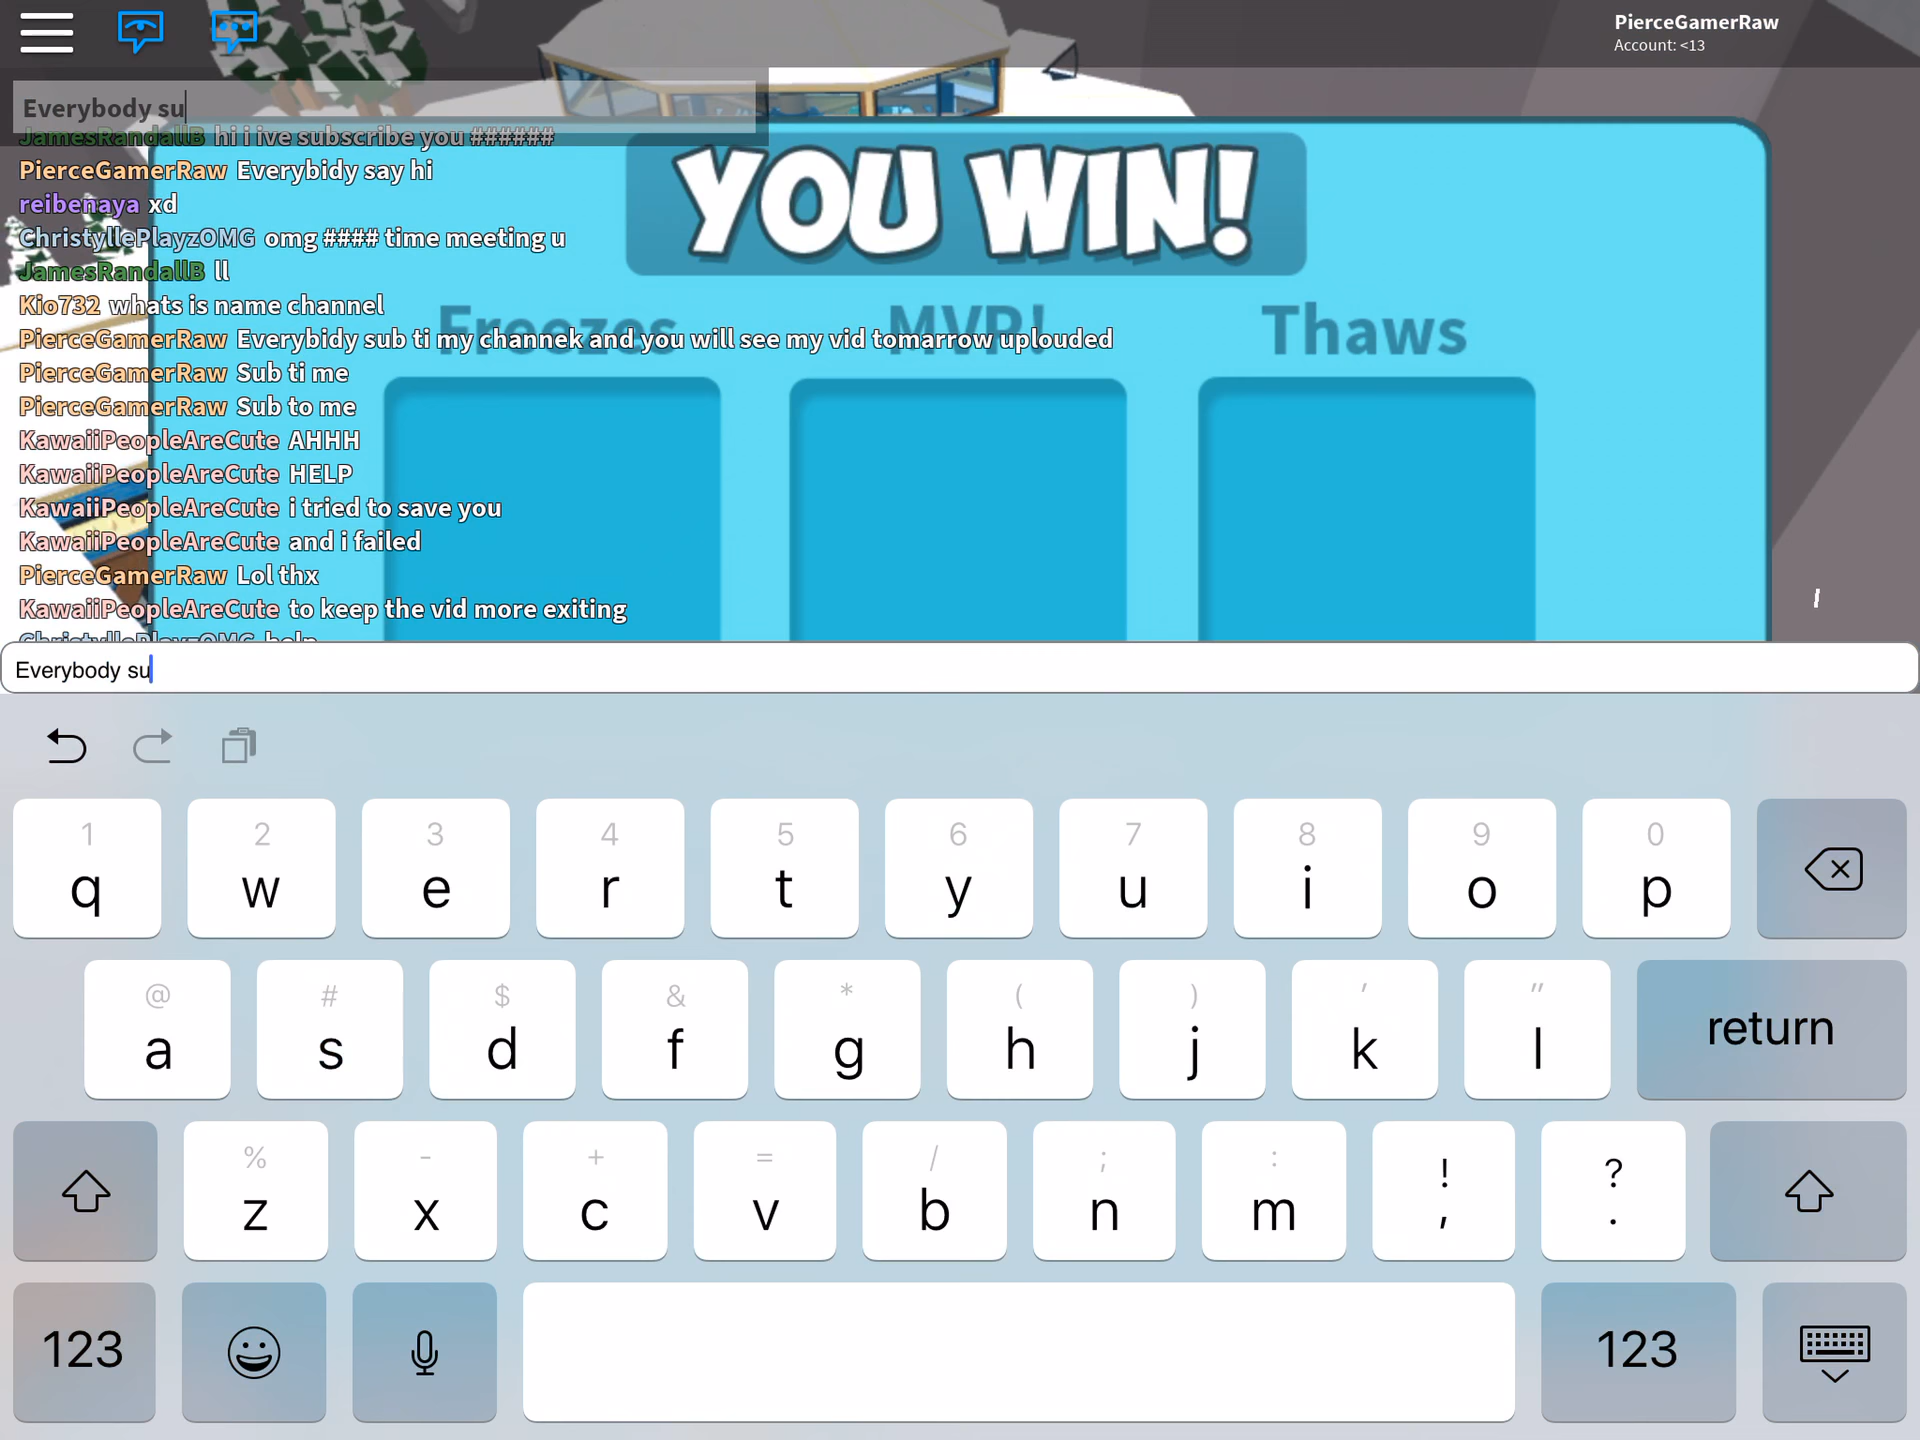 PierceGamerRaw
Account: <13
Everybody su
JamesRandallB hi i ive subscribe you ######
PierceGamerRaw Everybidy say hi
reibenaya xd
ChristyllePlayzOMG omg #### time meeting u
JamesRandallB ll
Kio732 whats is name channel
PierceGamerRaw Everybidy sub ti my channek and you will see my vid tomarrow uplouded
PierceGamerRaw Sub ti me
PierceGamerRaw Sub to me
KawaiiPeopleAreCute AHHH
KawaiiPeopleAreCute HELP
KawaiiPeopleAreCute i tried to save you
KawaiiPeopleAreCute and i failed
PierceGamerRaw Lol thx
KawaiiPeopleAreCute to keep the vid more exiting
ChristyllePlayzOMG help
YOU WIN!
Freezes MVP! Thaws
Everybody su
1 2 3 4 5 6 7 8 9 0
q w e r t y u i o p
@ # $ & * ( ) ' "
a s d f g h j k l return
% - + = / ; : ! ?
z x c v b n m , .
123 123